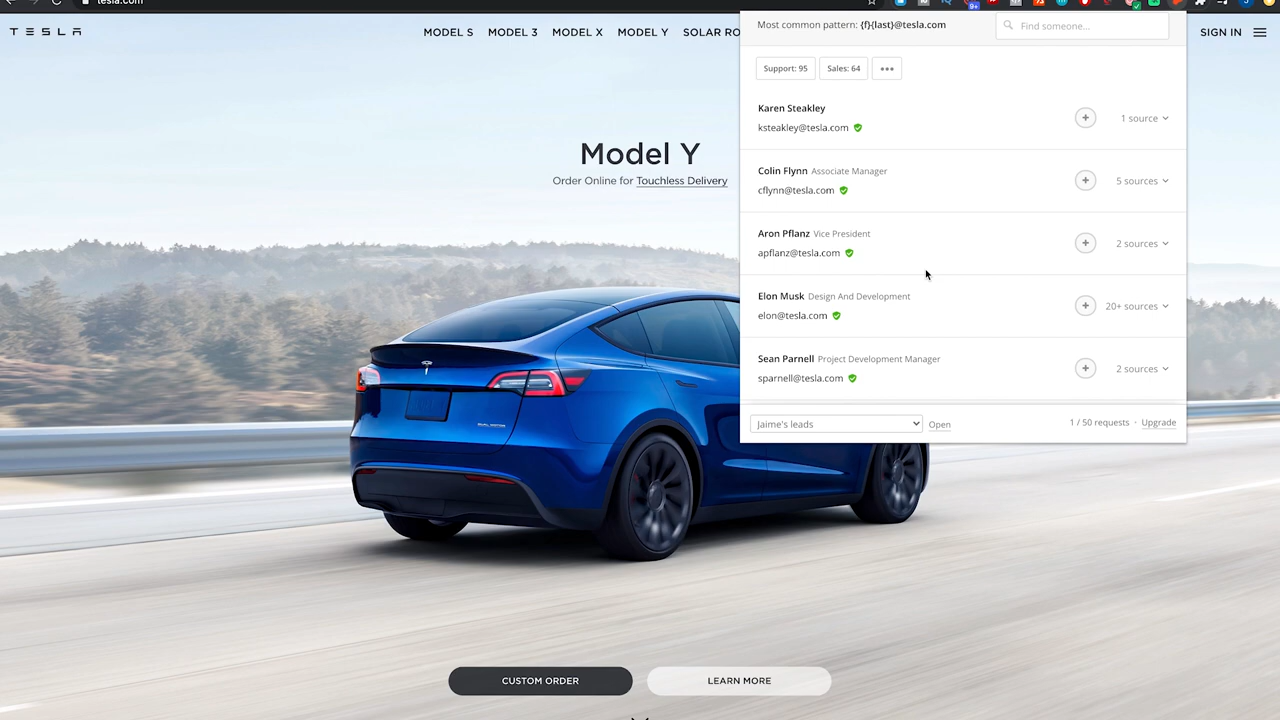 tesla.com
9+
TESLA
MODEL S
MODEL 3
MODEL X
MODEL Y
SOLAR RO
SIGN IN
Model Y
Order Online for Touchless Delivery
Most common pattern: {f}{last}@tesla.com
Find someone...
Support: 95
Sales: 64
Karen Steakley
ksteakley@tesla.com
1 source
Colin Flynn Associate Manager
cflynn@tesla.com
5 sources
Aron Pflanz Vice President
apflanz@tesla.com
2 sources
Elon Musk Design And Development
elon@tesla.com
20+ sources
Sean Parnell Project Development Manager
sparnell@tesla.com
2 sources
Jaime's leads
Open
1 / 50 requests · Upgrade
CUSTOM ORDER
LEARN MORE